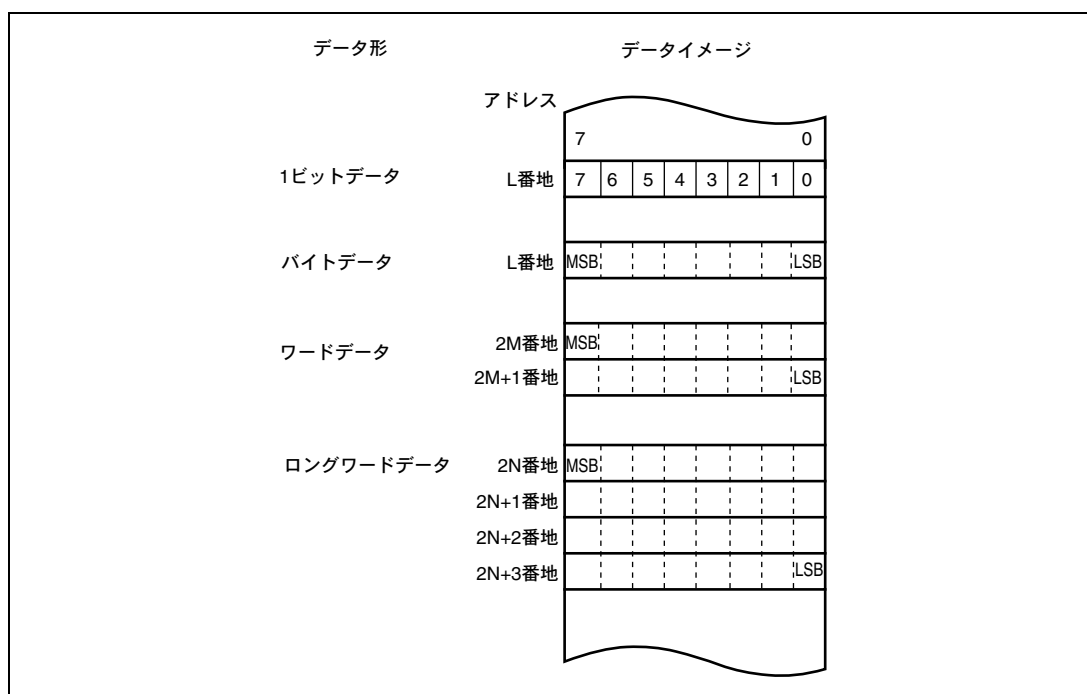 データ形 データイメージ
アドレス
7 0
1ビットデータ L番地 7 6 5 4 3 2 1 0
バイトデータ L番地 MSB LSB
ワードデータ 2M番地 MSB
2M+1番地 LSB
ロングワードデータ 2N番地 MSB
2N+1番地
2N+2番地
2N+3番地 LSB